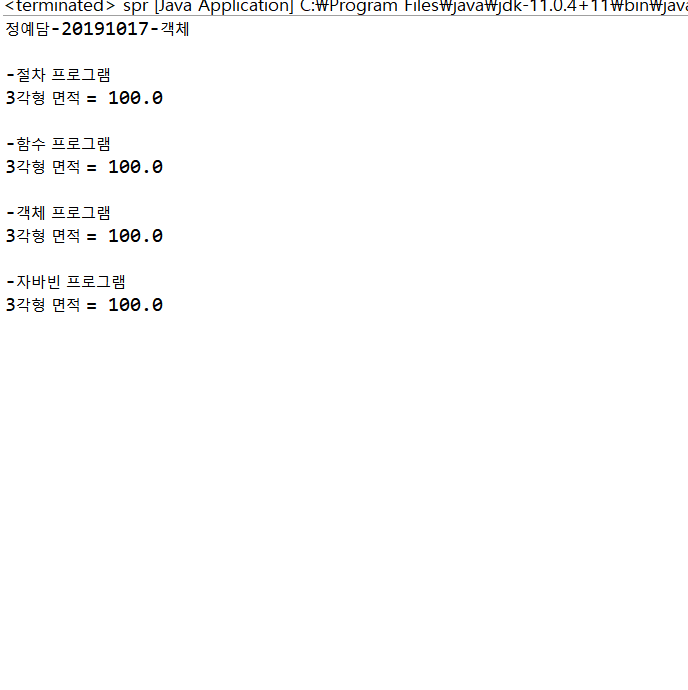 <terminated> spr [Java Application] C:₩Program Files₩java₩jdk-11.0.4+11₩bin₩java
정예담-20191017-객체
-절차 프로그램
3각형 면적 = 100.0
-함수 프로그램
3각형 면적 = 100.0
-객체 프로그램
3각형 면적 = 100.0
-자바빈 프로그램
3각형 면적 = 100.0